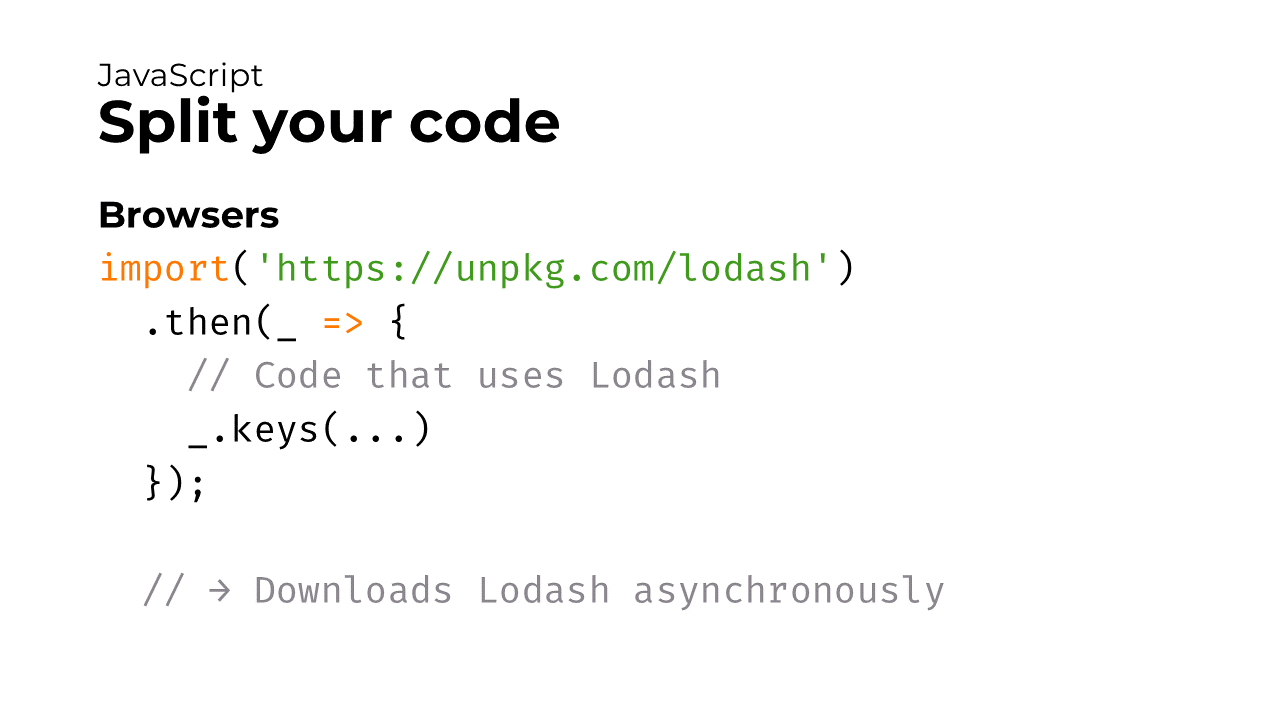 JavaScript
Split your code
Browsers
import('https://unpkg.com/lodash')
  .then(_ => {
    // Code that uses Lodash
    _.keys(...)
  });
  // → Downloads Lodash asynchronously